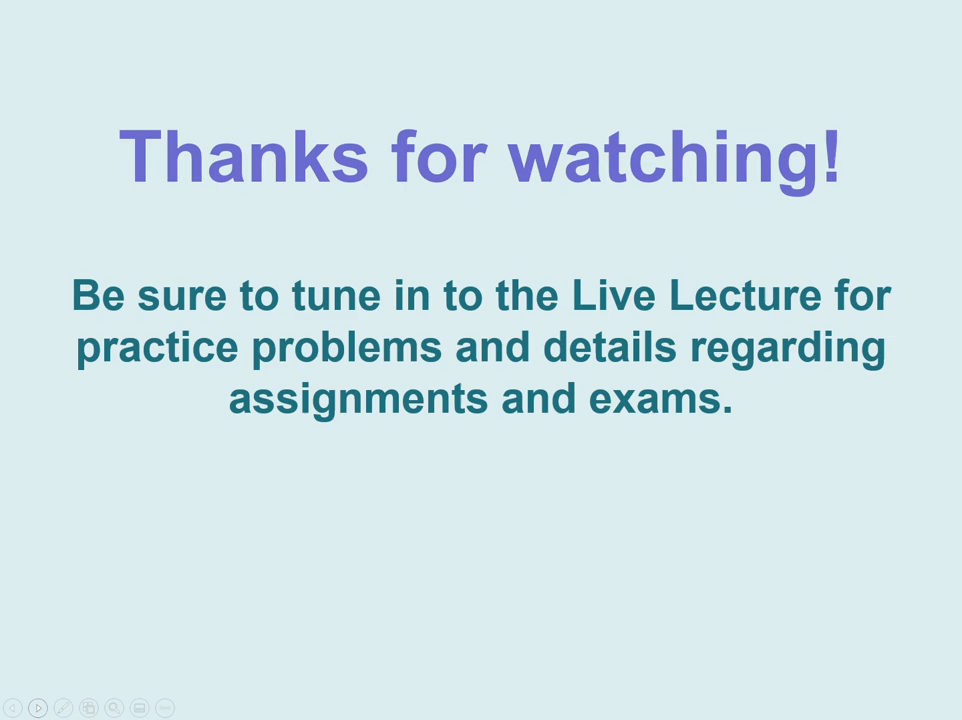 Thanks for watching!
Be sure to tune in to the Live Lecture for
practice problems and details regarding
assignments and exams.